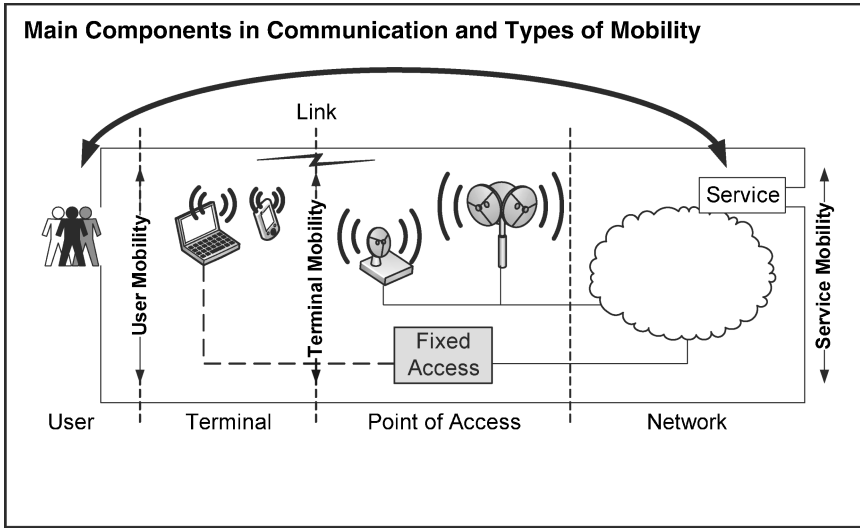 Main Components in Communication and Types of Mobility
Link
Service
User Mobility
Terminal Mobility
Service Mobility
Fixed
Access
User
Terminal
Point of Access
Network